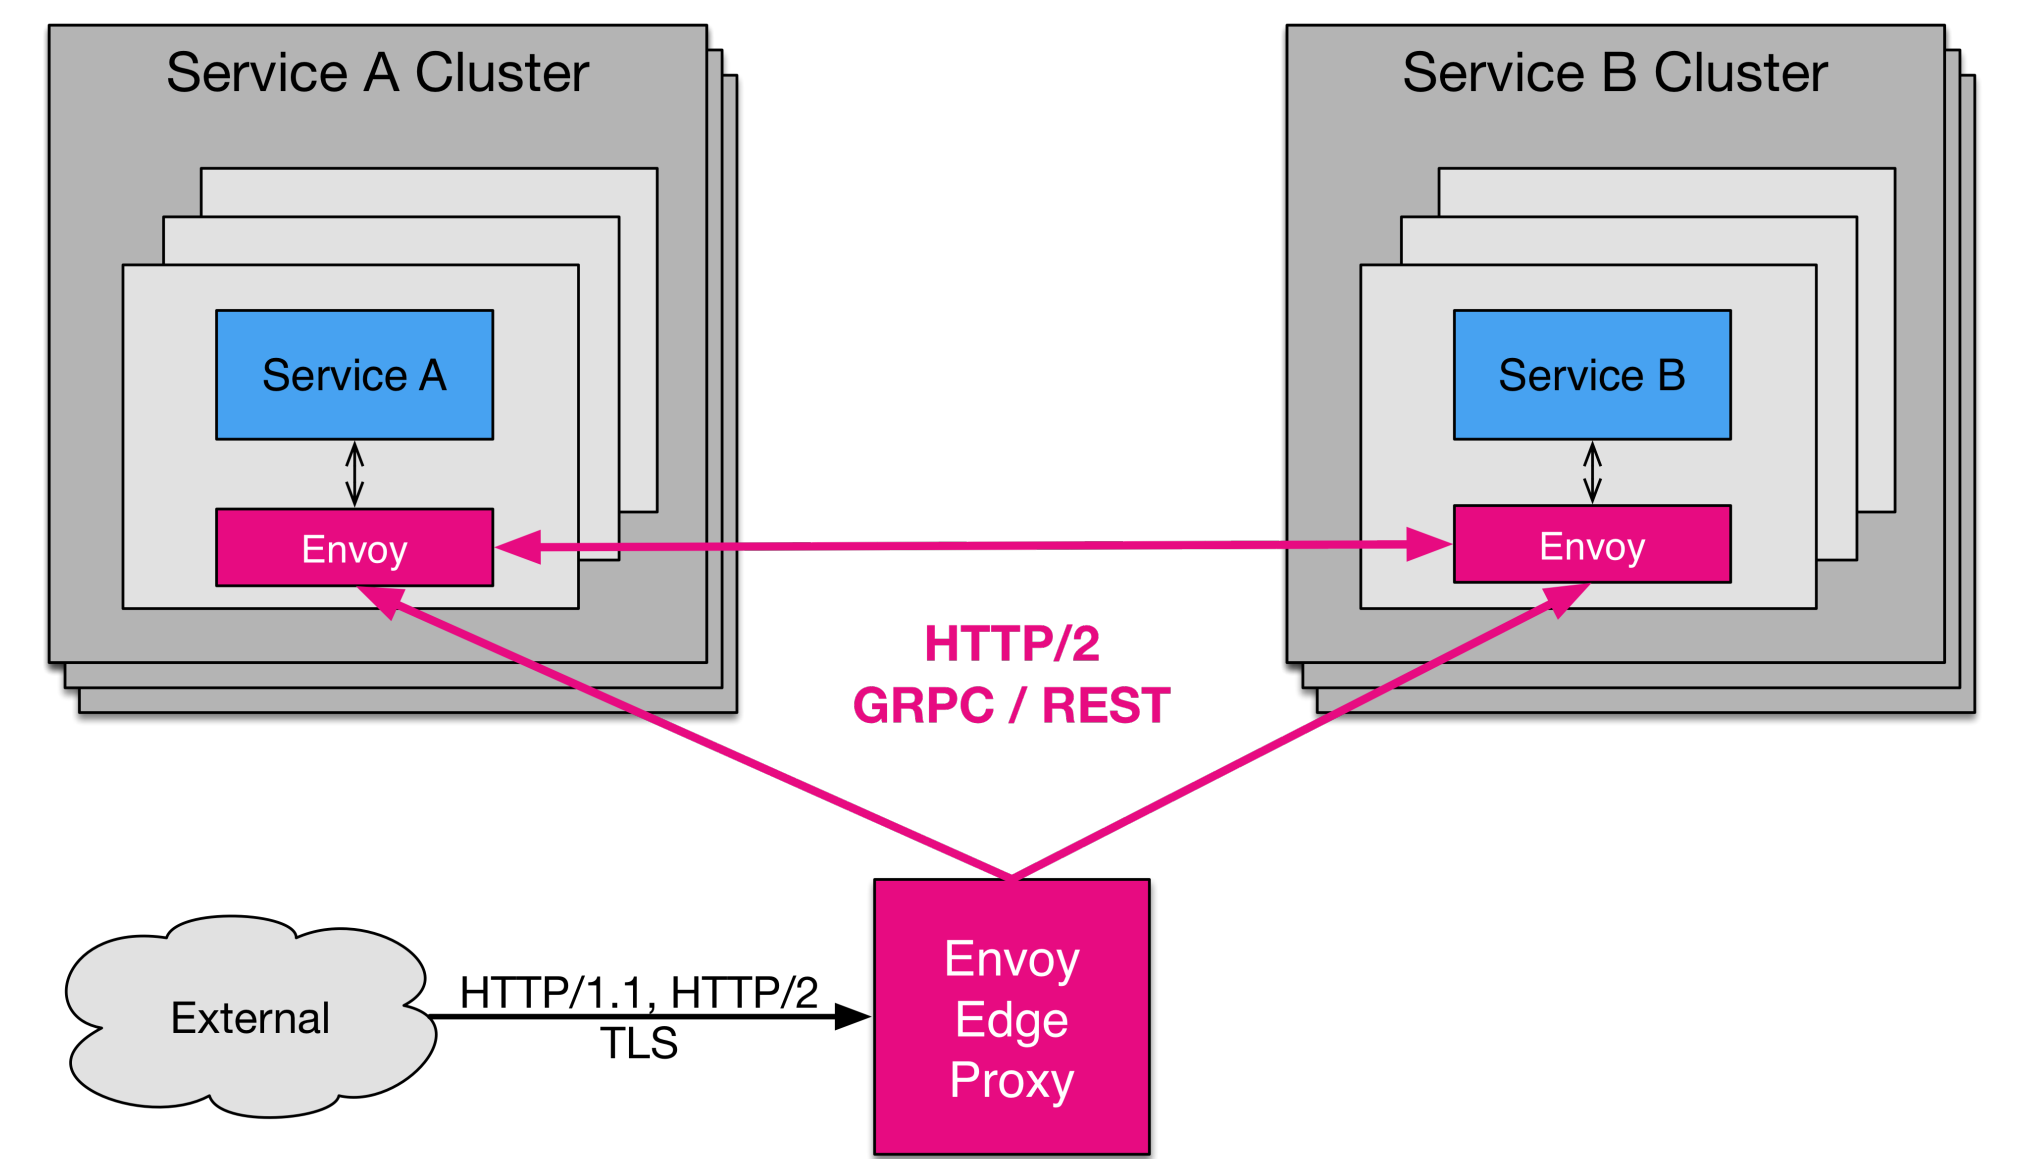 Service A Cluster
Service B Cluster
Service A
Service B
Envoy
Envoy
HTTP/2
GRPC / REST
External
HTTP/1.1, HTTP/2
TLS
Envoy
Edge
Proxy